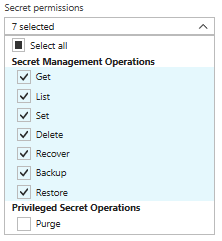 Secret permissions
7 selected
Select all
Secret Management Operations
Get
List
Set
Delete
Recover
Backup
Restore
Privileged Secret Operations
Purge